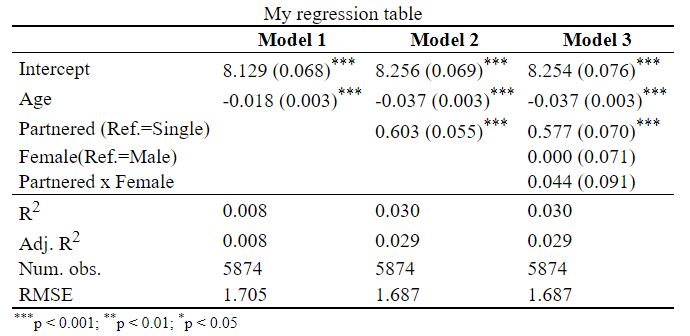 My regression table
Model 1 Model 2 Model 3
Intercept 8.129 (0.068)*** 8.256 (0.069)*** 8.254 (0.076)***
Age -0.018 (0.003)*** -0.037 (0.003)*** -0.037 (0.003)***
Partnered (Ref.=Single) 0.603 (0.055)*** 0.577 (0.070)***
Female(Ref.=Male) 0.000 (0.071)
Partnered x Female 0.044 (0.091)
R² 0.008 0.030 0.030
Adj. R² 0.008 0.029 0.029
Num. obs. 5874 5874 5874
RMSE 1.705 1.687 1.687
***p < 0.001; **p < 0.01; *p < 0.05